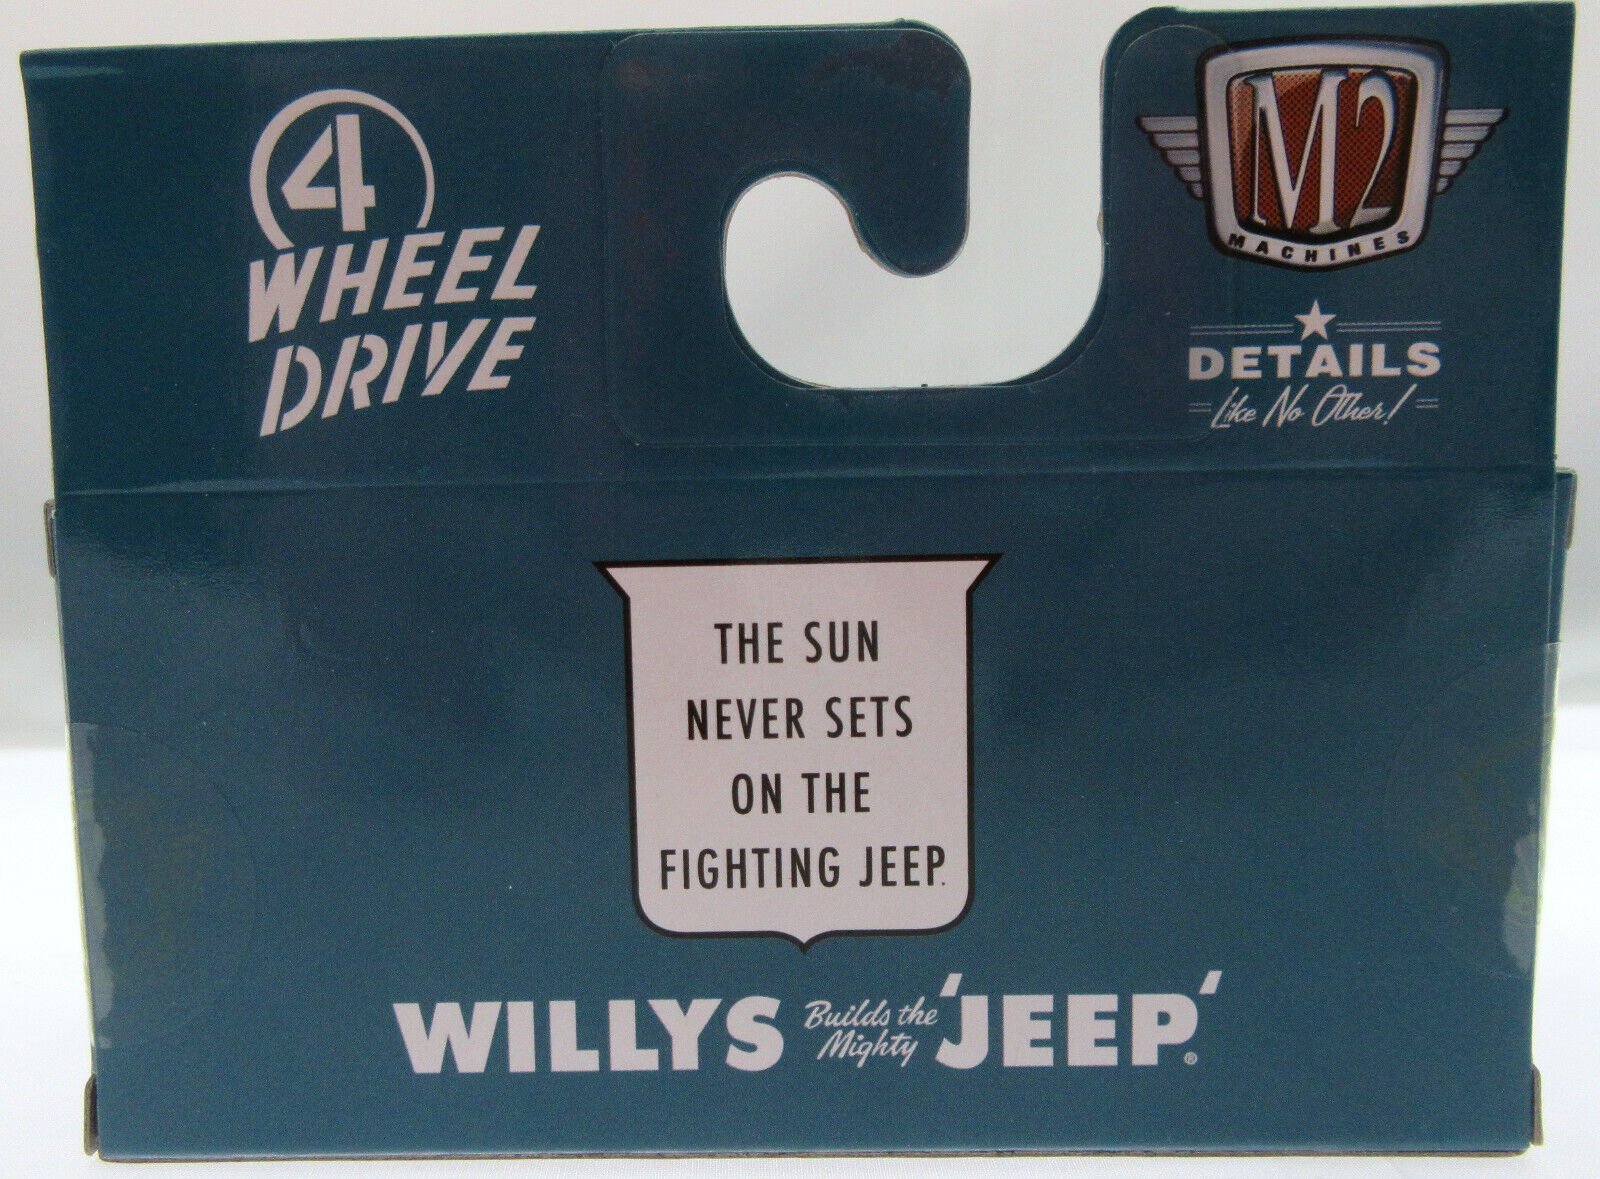 4
WHEEL
DRIVE
M2
MACHINES
DETAILS
Like No Other!
THE SUN
NEVER SETS
ON THE
FIGHTING JEEP.
WILLYS Builds the Mighty 'JEEP'®